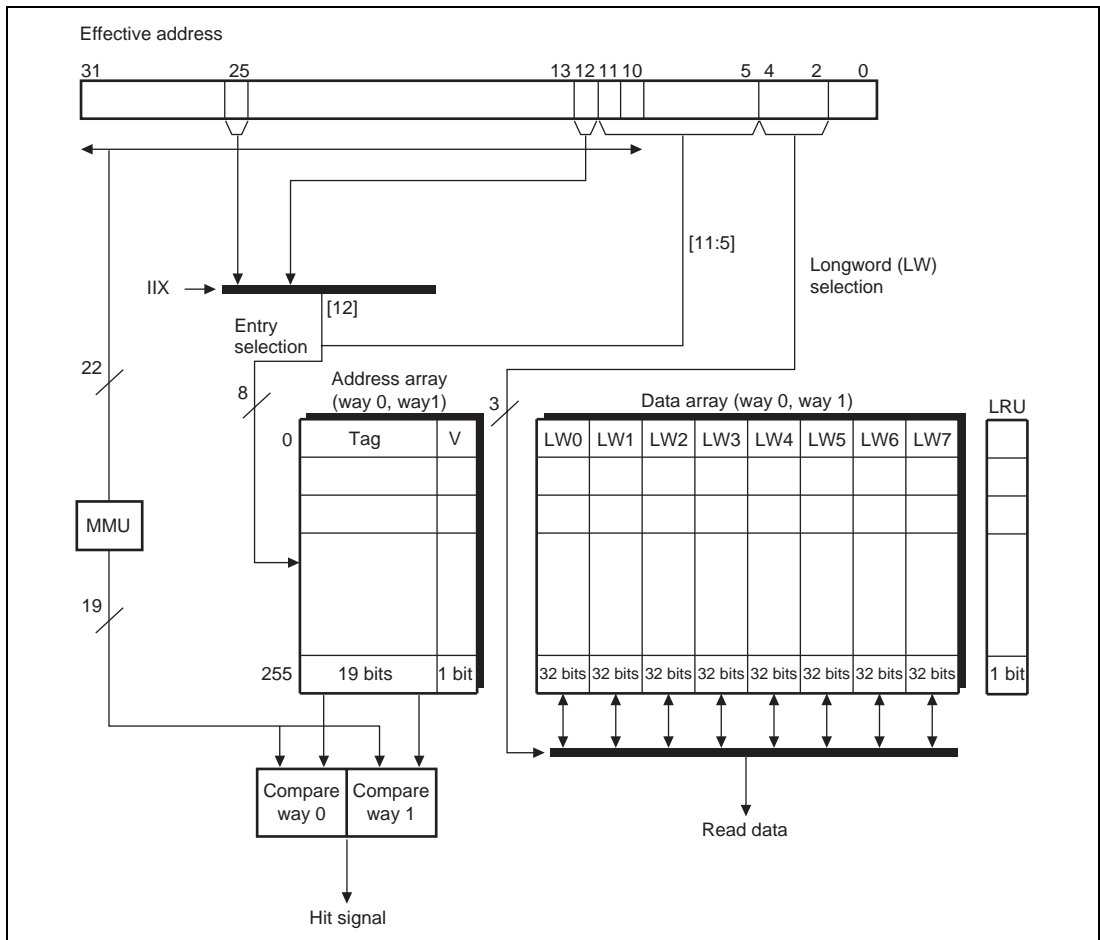 Effective address
31 25 13 12 11 10 5 4 2 0
[11:5]
Longword (LW)
selection
IIX
[12]
Entry
selection
22
8
Address array
(way 0, way1)
3
Data array (way 0, way 1)
LRU
0 Tag V
LW0 LW1 LW2 LW3 LW4 LW5 LW6 LW7
MMU
19
255 19 bits 1 bit
32 bits 32 bits 32 bits 32 bits 32 bits 32 bits 32 bits 32 bits
1 bit
Compare
way 0
Compare
way 1
Read data
Hit signal